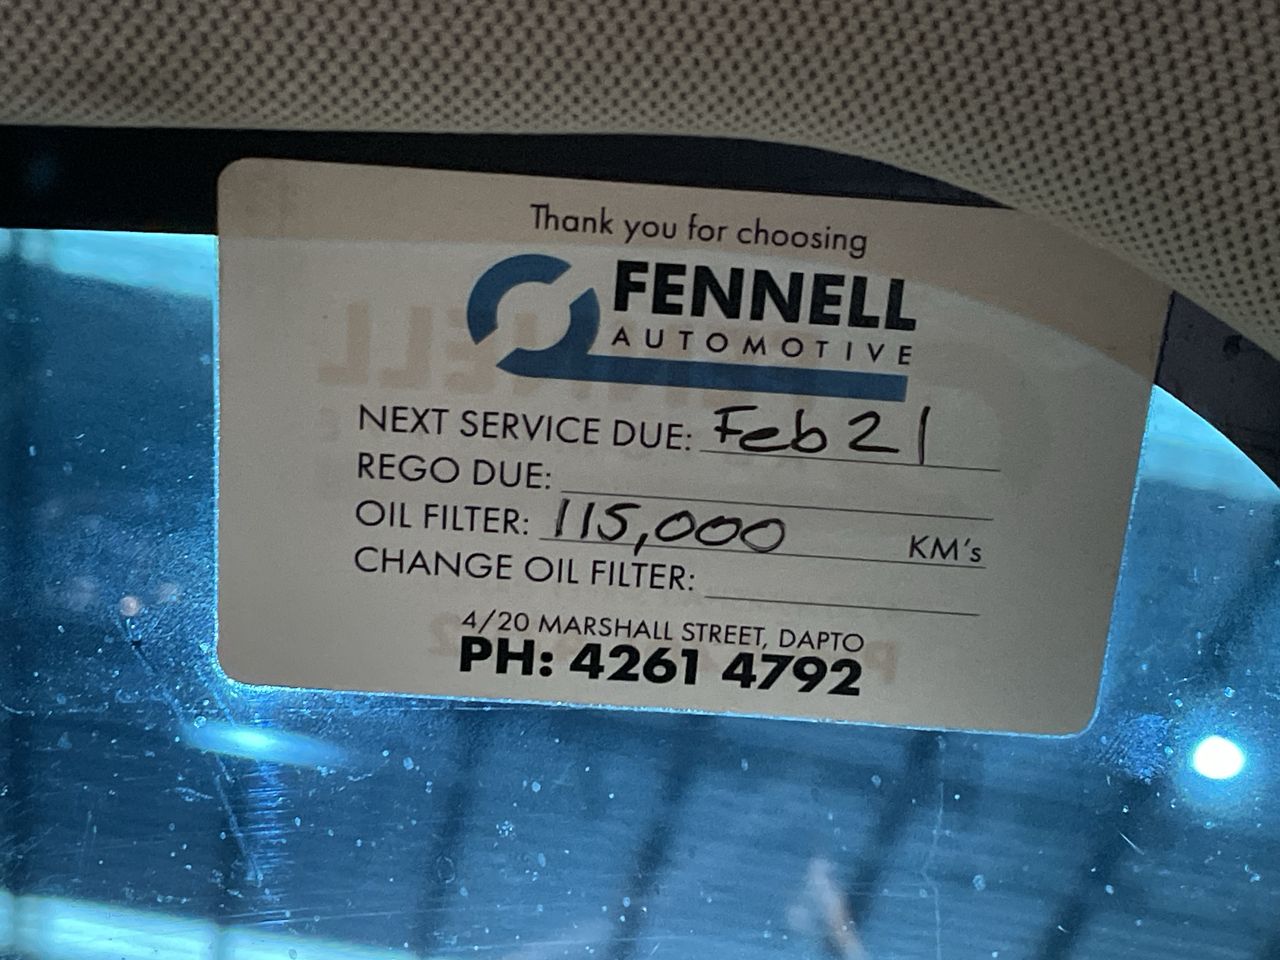 Thank you for choosing
FENNELL
AUTOMOTIVE
NEXT SERVICE DUE: Feb 21
REGO DUE:
OIL FILTER: 115,000 KM's
CHANGE OIL FILTER:
4/20 MARSHALL STREET, DAPTO
PH: 4261 4792